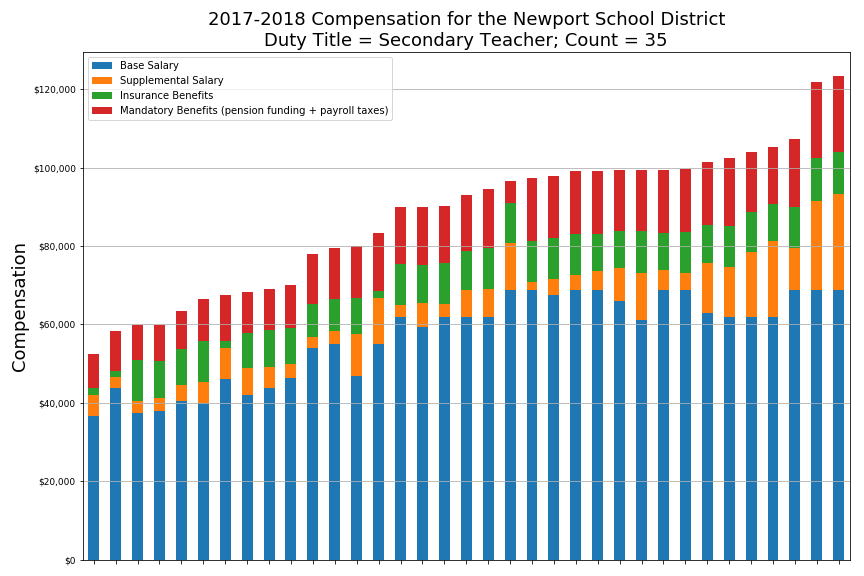 2017-2018 Compensation for the Newport School District
Duty Title = Secondary Teacher; Count = 35
Base Salary
Supplemental Salary
Insurance Benefits
Mandatory Benefits (pension funding + payroll taxes)
$120,000
$100,000
$80,000
$60,000
$40,000
$20,000
$0
Compensation